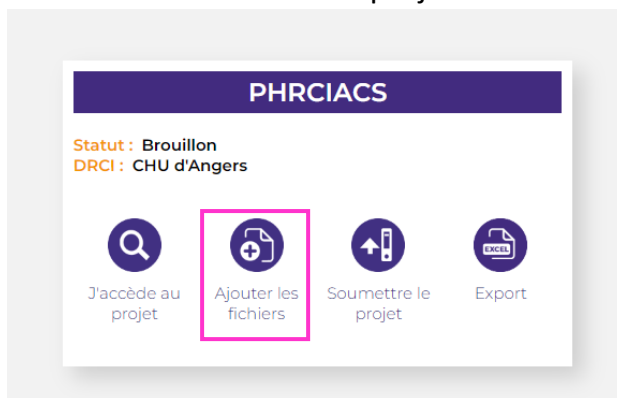 PHRCIACS
Statut : Brouillon
DRCI : CHU d'Angers
EXCEL
J'accède au projet
Ajouter les fichiers
Soumettre le projet
Export